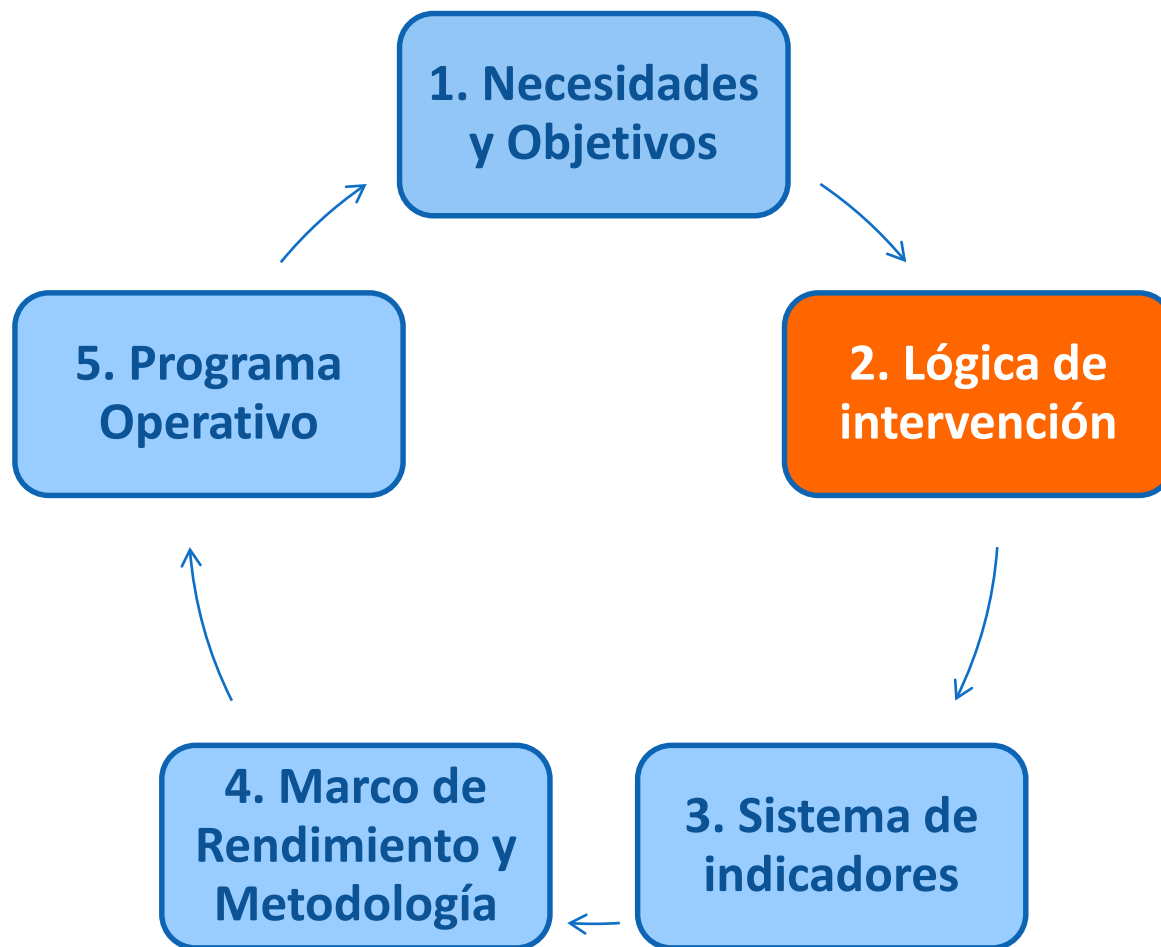 1. Necesidades
y Objetivos
2. Lógica de
intervención
3. Sistema de
indicadores
4. Marco de
Rendimiento y
Metodología
5. Programa
Operativo